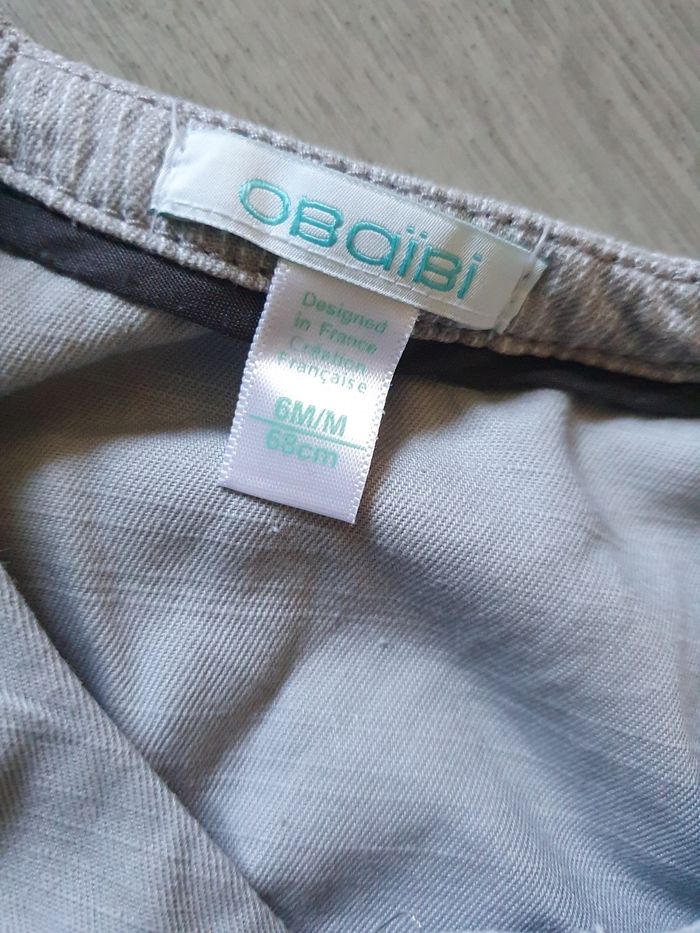 OBAïBi
Designed
in France
Création
Française
6M/M
68cm